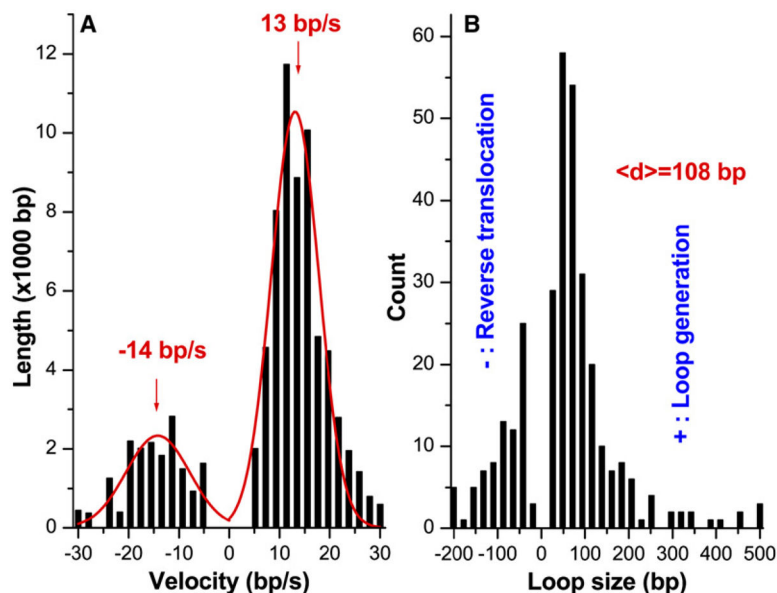 A
13 bp/s
-14 bp/s
Length (x1000 bp)
12
10
8
6
4
2
0
-30 -20 -10 0 10 20 30
Velocity (bp/s)
B
60
50
40
30
20
10
0
Count
- : Reverse translocation
<d>=108 bp
+ : Loop generation
-200 -100 0 100 200 300 400 500
Loop size (bp)